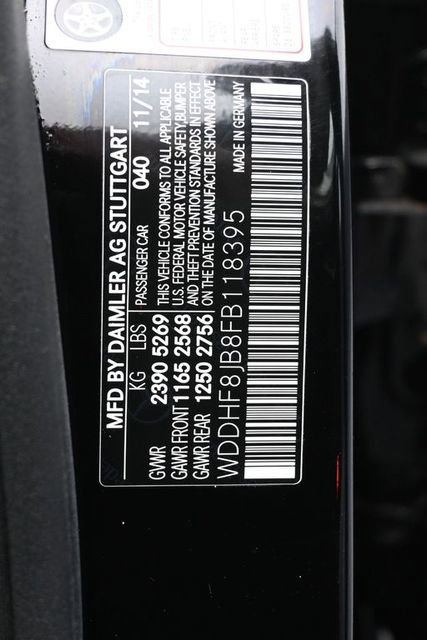 MFD BY DAIMLER AG STUTTGART
KG LBS PASSENGER CAR 040 11/14
GVWR 2390 5269 THIS VEHICLE CONFORMS TO ALL APPLICABLE
GAWR FRONT 1165 2568 U.S. FEDERAL MOTOR VEHICLE SAFETY,BUMPER
AND THEFT PREVENTION STANDARDS IN EFFECT
GAWR REAR 1250 2756 ON THE DATE OF MANUFACTURE SHOWN ABOVE
WDDHF8JB8FB118395 MADE IN GERMANY